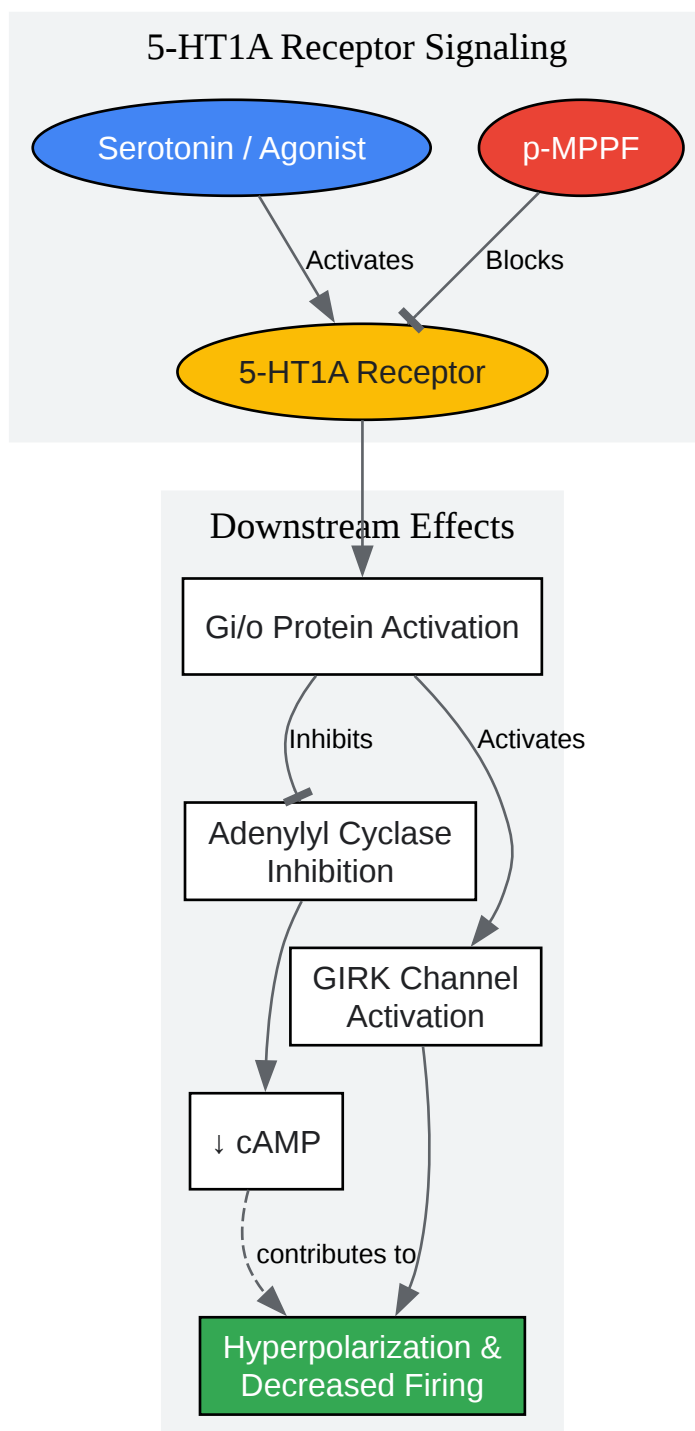 5-HT1A Receptor Signaling
Serotonin / Agonist
p-MPPF
Activates
Blocks
5-HT1A Receptor
Downstream Effects
Gi/o Protein Activation
Inhibits
Activates
Adenylyl Cyclase
Inhibition
GIRK Channel
Activation
↓ cAMP
contributes to
Hyperpolarization &
Decreased Firing